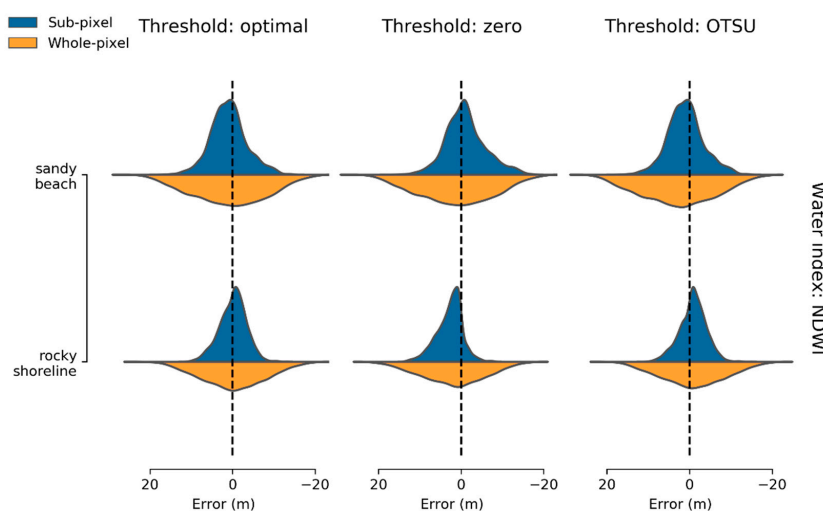 Sub-pixel
Whole-pixel
Threshold: optimal
Threshold: zero
Threshold: OTSU
sandy
beach
rocky
shoreline
Water index: NDWI
20 0 −20
20 0 −20
20 0 −20
Error (m)
Error (m)
Error (m)